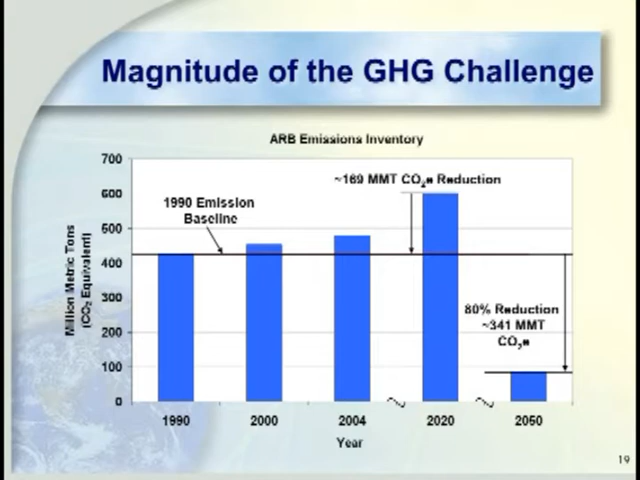 Magnitude of the GHG Challenge
ARB Emissions Inventory
Million Metric Tons
(CO₂ Equivalent)
700
600
500
400
300
200
100
0
1990 Emission
Baseline
~169 MMT CO₂e Reduction
80% Reduction
~341 MMT
CO₂e
1990 2000 2004 2020 2050
Year
19